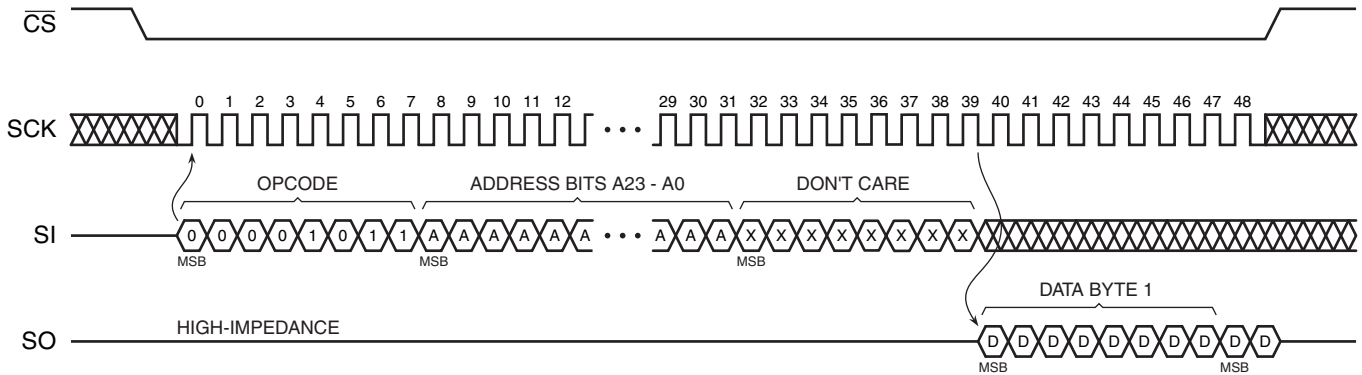 CS
0 1 2 3 4 5 6 7 8 9 10 11 12 29 30 31 32 33 34 35 36 37 38 39 40 41 42 43 44 45 46 47 48
SCK • • •
OPCODE ADDRESS BITS A23 - A0 DON'T CARE
SI 0 0 0 0 1 0 1 1 A A A A A A • • • A A A X X X X X X X X
MSB MSB MSB
DATA BYTE 1
HIGH-IMPEDANCE
SO D D D D D D D D D D
MSB MSB